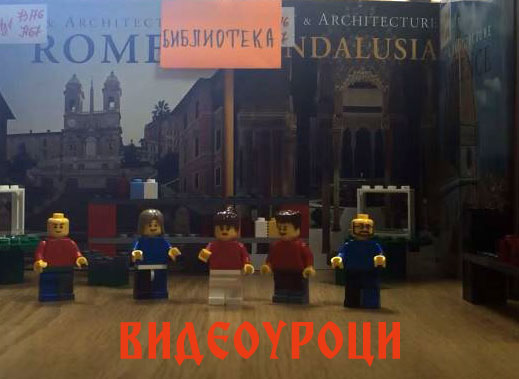 & ARCHITECTURE
ROME
БИБЛИОТЕКА
& ARCHITECTURE
NDALUSIA
ВИДЕОУРОЦИ